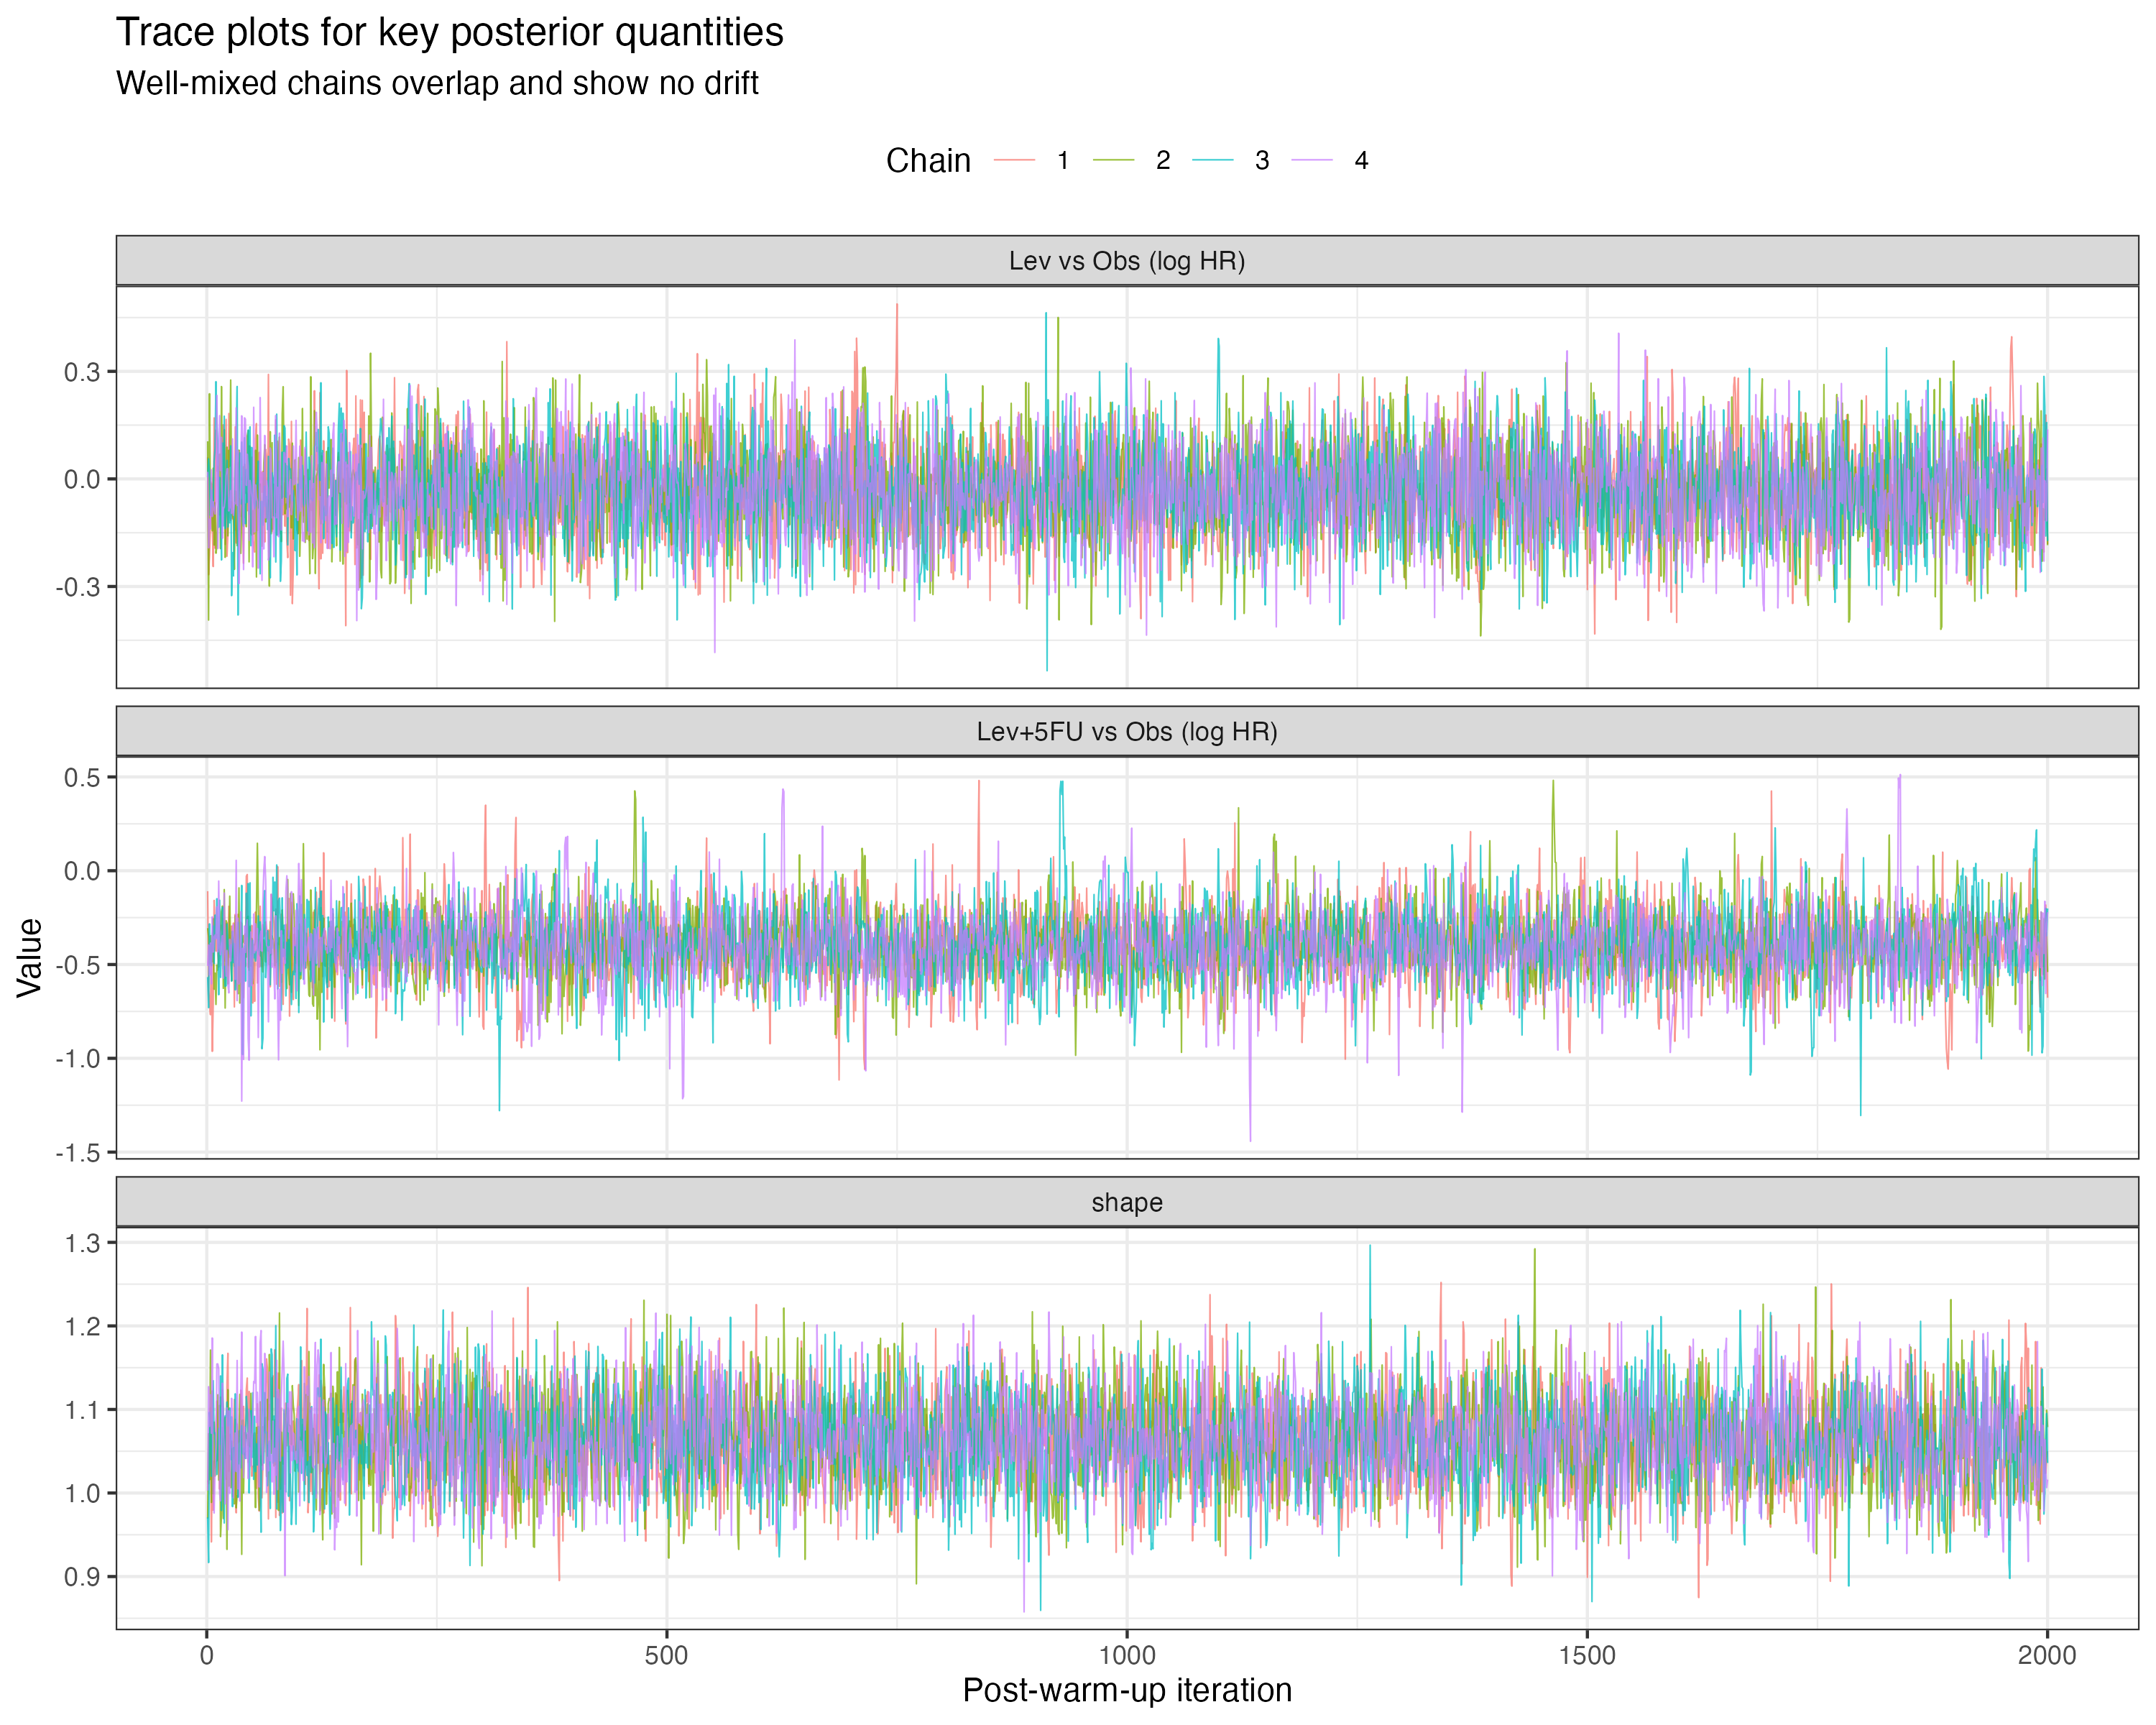 Trace plots for key posterior quantities
Well-mixed chains overlap and show no drift
Chain 1 2 3 4
Lev vs Obs (log HR)
0.3
0.0
-0.3
Lev+5FU vs Obs (log HR)
0.5
0.0
-0.5
-1.0
-1.5
Value
shape
1.3
1.2
1.1
1.0
0.9
0 500 1000 1500 2000
Post-warm-up iteration